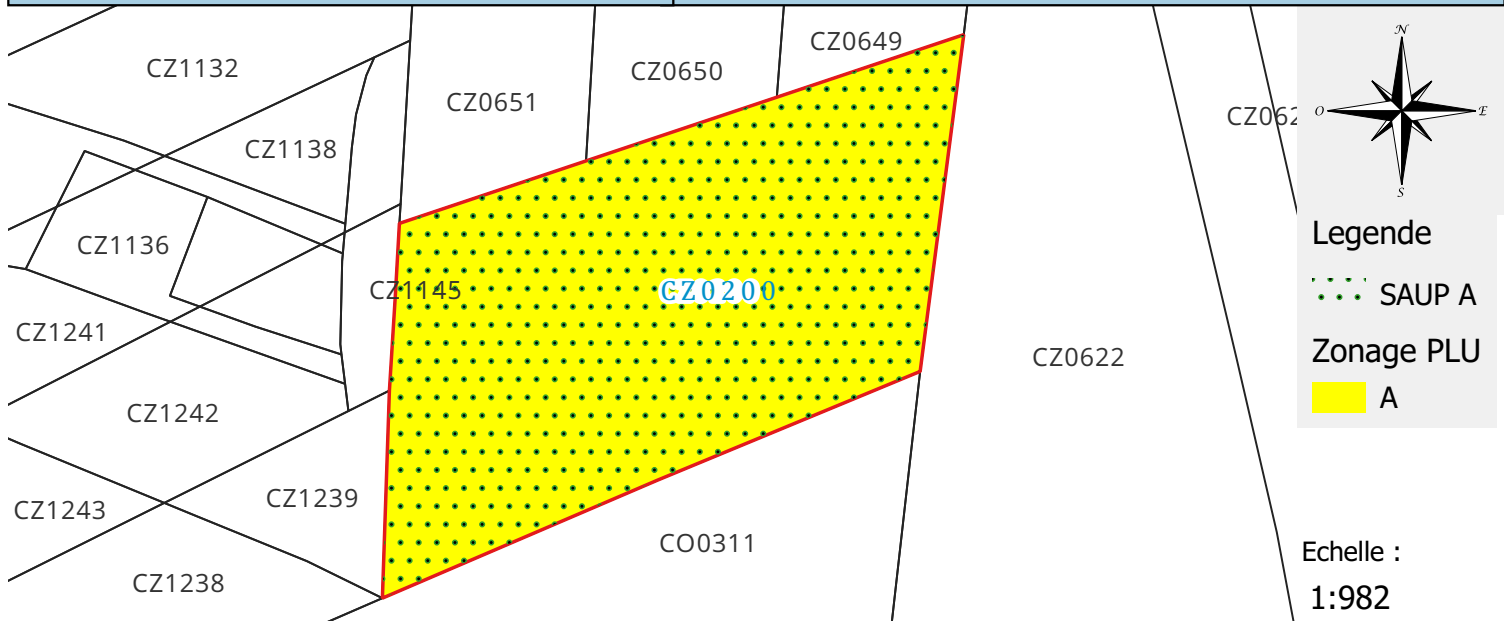 CZ0649
CZ1132
CZ0650
CZ0651
CZ062
CZ1138
CZ1136
CZ1145
CZ0200
CZ1241
CZ0622
CZ1242
CZ1239
CZ1243
CO0311
CZ1238
N
O
E
S
Legende
SAUP A
Zonage PLU
A
Echelle :
1:982